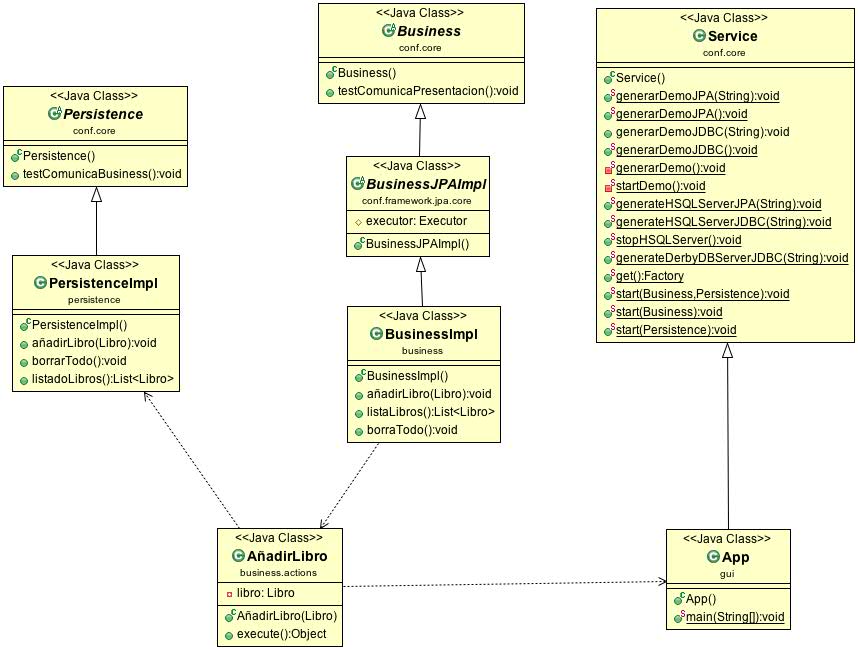 <<Java Class>>
Business
conf.core
Business()
testComunicaPresentacion():void
<<Java Class>>
Service
conf.core
Service()
generarDemoJPA(String):void
generarDemoJPA():void
generarDemoJDBC(String):void
generarDemoJDBC():void
generarDemo():void
startDemo():void
generateHSQLServerJPA(String):void
generateHSQLServerJDBC(String):void
stopHSQLServer():void
generateDerbyDBServerJDBC(String):void
get():Factory
start(Business,Persistence):void
start(Business):void
start(Persistence):void
<<Java Class>>
Persistence
conf.core
Persistence()
testComunicaBusiness():void
<<Java Class>>
BusinessJPAImpl
conf.framework.jpa.core
executor: Executor
BusinessJPAImpl()
<<Java Class>>
PersistenceImpl
persistence
PersistenceImpl()
añadirLibro(Libro):void
borrarTodo():void
listadoLibros():List<Libro>
<<Java Class>>
BusinessImpl
business
BusinessImpl()
añadirLibro(Libro):void
listaLibros():List<Libro>
borraTodo():void
<<Java Class>>
AñadirLibro
business.actions
libro: Libro
AñadirLibro(Libro)
execute():Object
<<Java Class>>
App
gui
App()
main(String[]):void